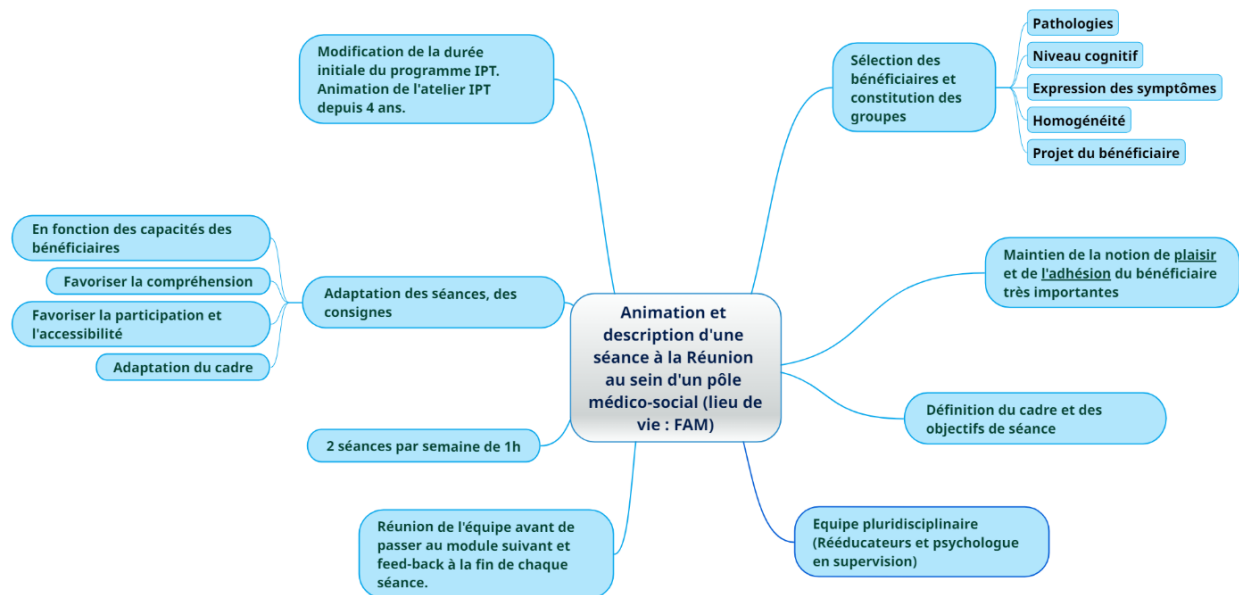 Animation et
description d'une
séance à la Réunion
au sein d'un pôle
médico-social (lieu de
vie : FAM)
Sélection des
bénéficiaires et
constitution des
groupes
Pathologies
Niveau cognitif
Expression des symptômes
Homogénéité
Projet du bénéficiaire
Maintien de la notion de plaisir
et de l'adhésion du bénéficiaire
très importantes
Définition du cadre et des
objectifs de séance
Equipe pluridisciplinaire
(Rééducateurs et psychologue
en supervision)
Réunion de l'équipe avant de
passer au module suivant et
feed-back à la fin de chaque
séance.
2 séances par semaine de 1h
Adaptation des séances, des
consignes
En fonction des capacités des
bénéficiaires
Favoriser la compréhension
Favoriser la participation et
l'accessibilité
Adaptation du cadre
Modification de la durée
initiale du programme IPT.
Animation de l'atelier IPT
depuis 4 ans.